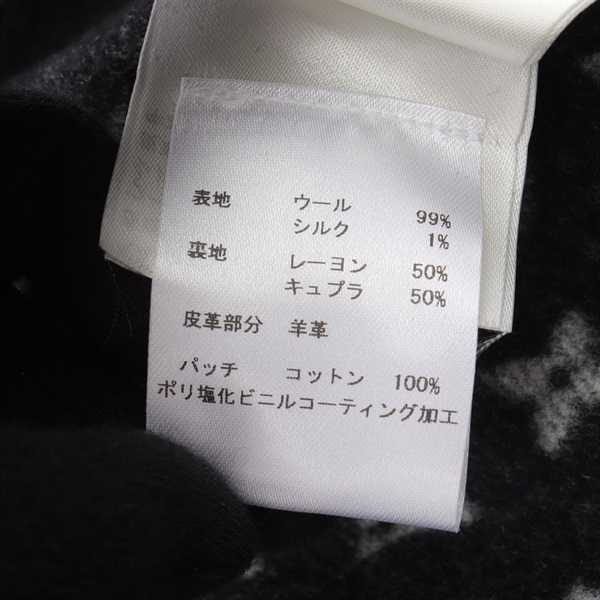 表地 ウール 99%
シルク 1%
裏地 レーヨン 50%
キュプラ 50%
皮革部分 羊革
パッチ コットン 100%
ポリ塩化ビニルコーティング加工